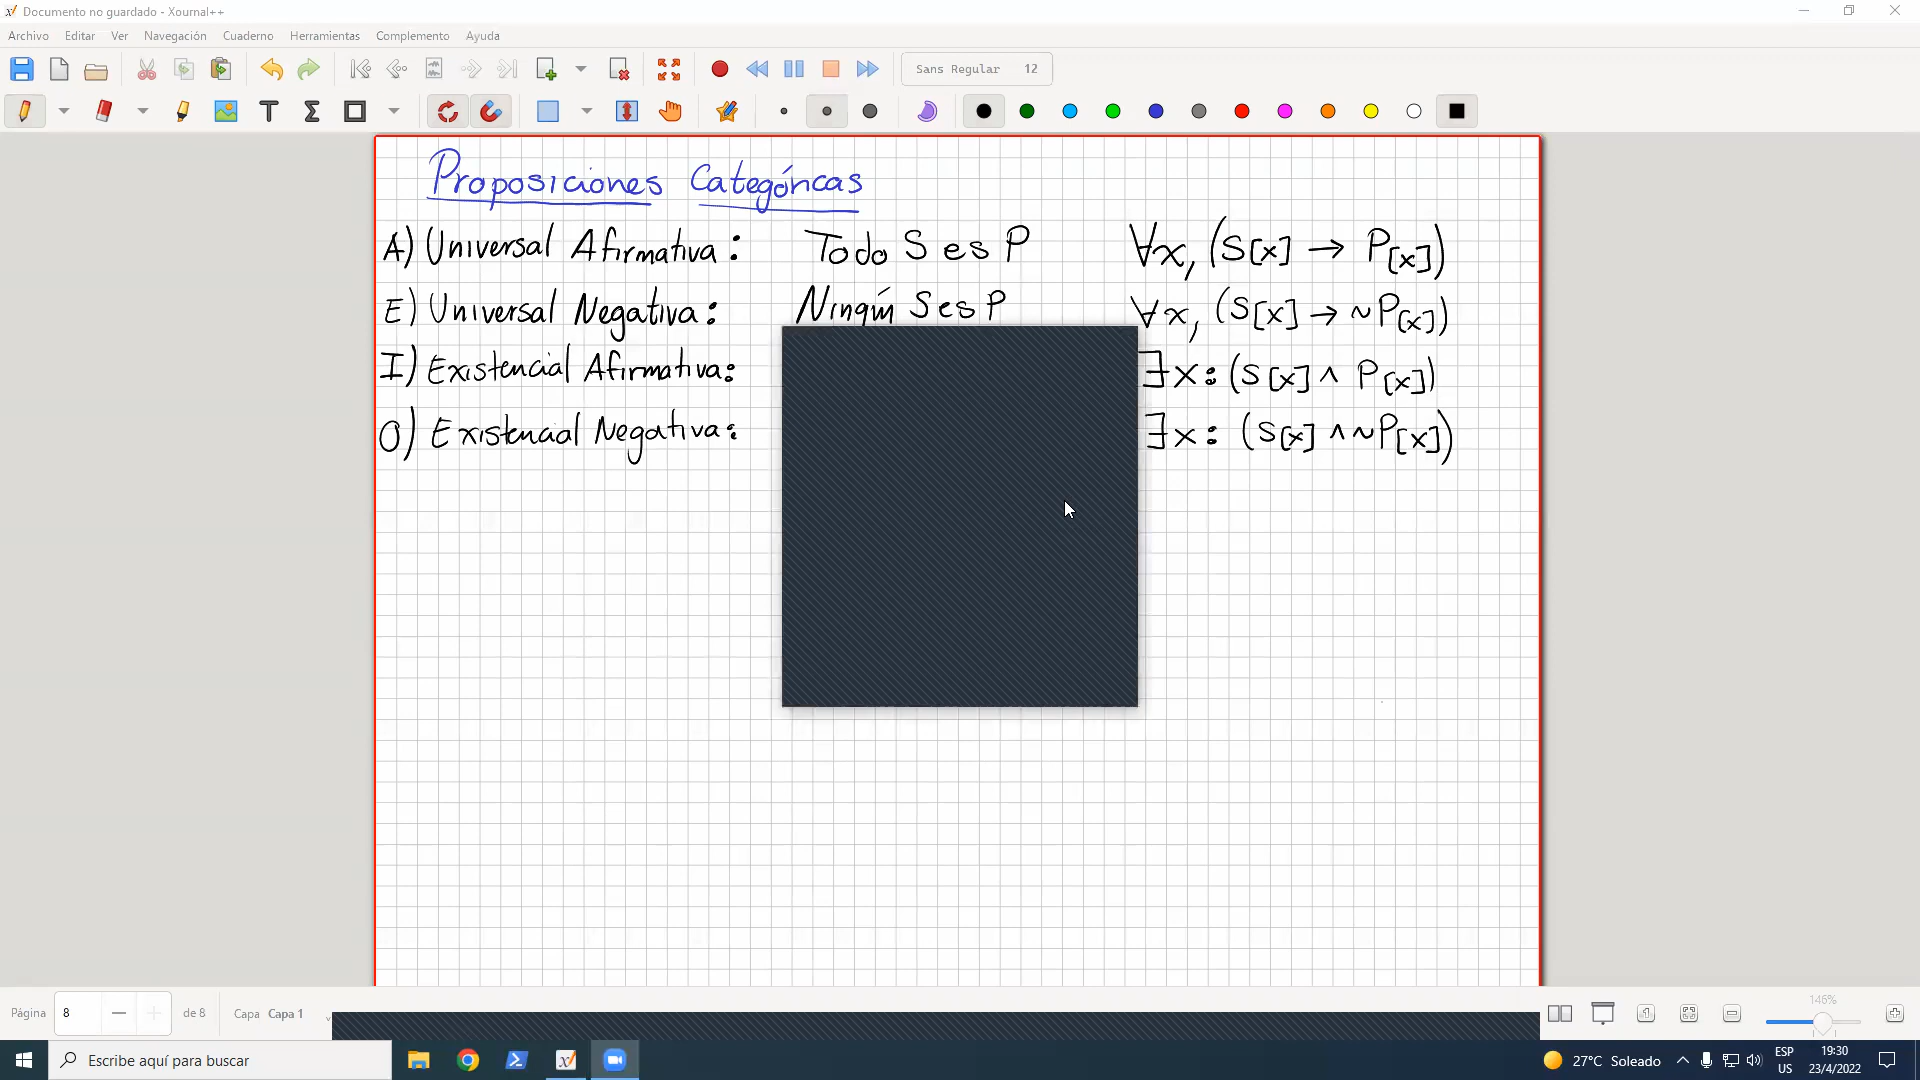 Documento no guardado - Xournal++
Archivo Editar Ver Navegación Cuaderno Herramientas Complemento Ayuda
Sans Regular 12
Proposiciones Categóricas
A) Universal Afirmativa: Todo S es P ∀x, (S[x] → P[x])
E) Universal Negativa: Ningún S es P ∀x, (S[x] → ~P[x])
I) Existencial Afirmativa: ∃x: (S[x] ∧ P[x])
O) Existencial Negativa: ∃x: (S[x] ∧ ~P[x])
Página 8 de 8 Capa Capa 1 146%
Escribe aquí para buscar 27°C Soleado ESP US 19:30 23/4/2022